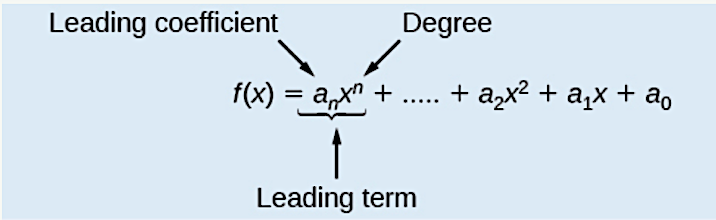 Leading coefficient Degree
f(x) = aₙxⁿ + ..... + a₂x² + a₁x + a₀
Leading term